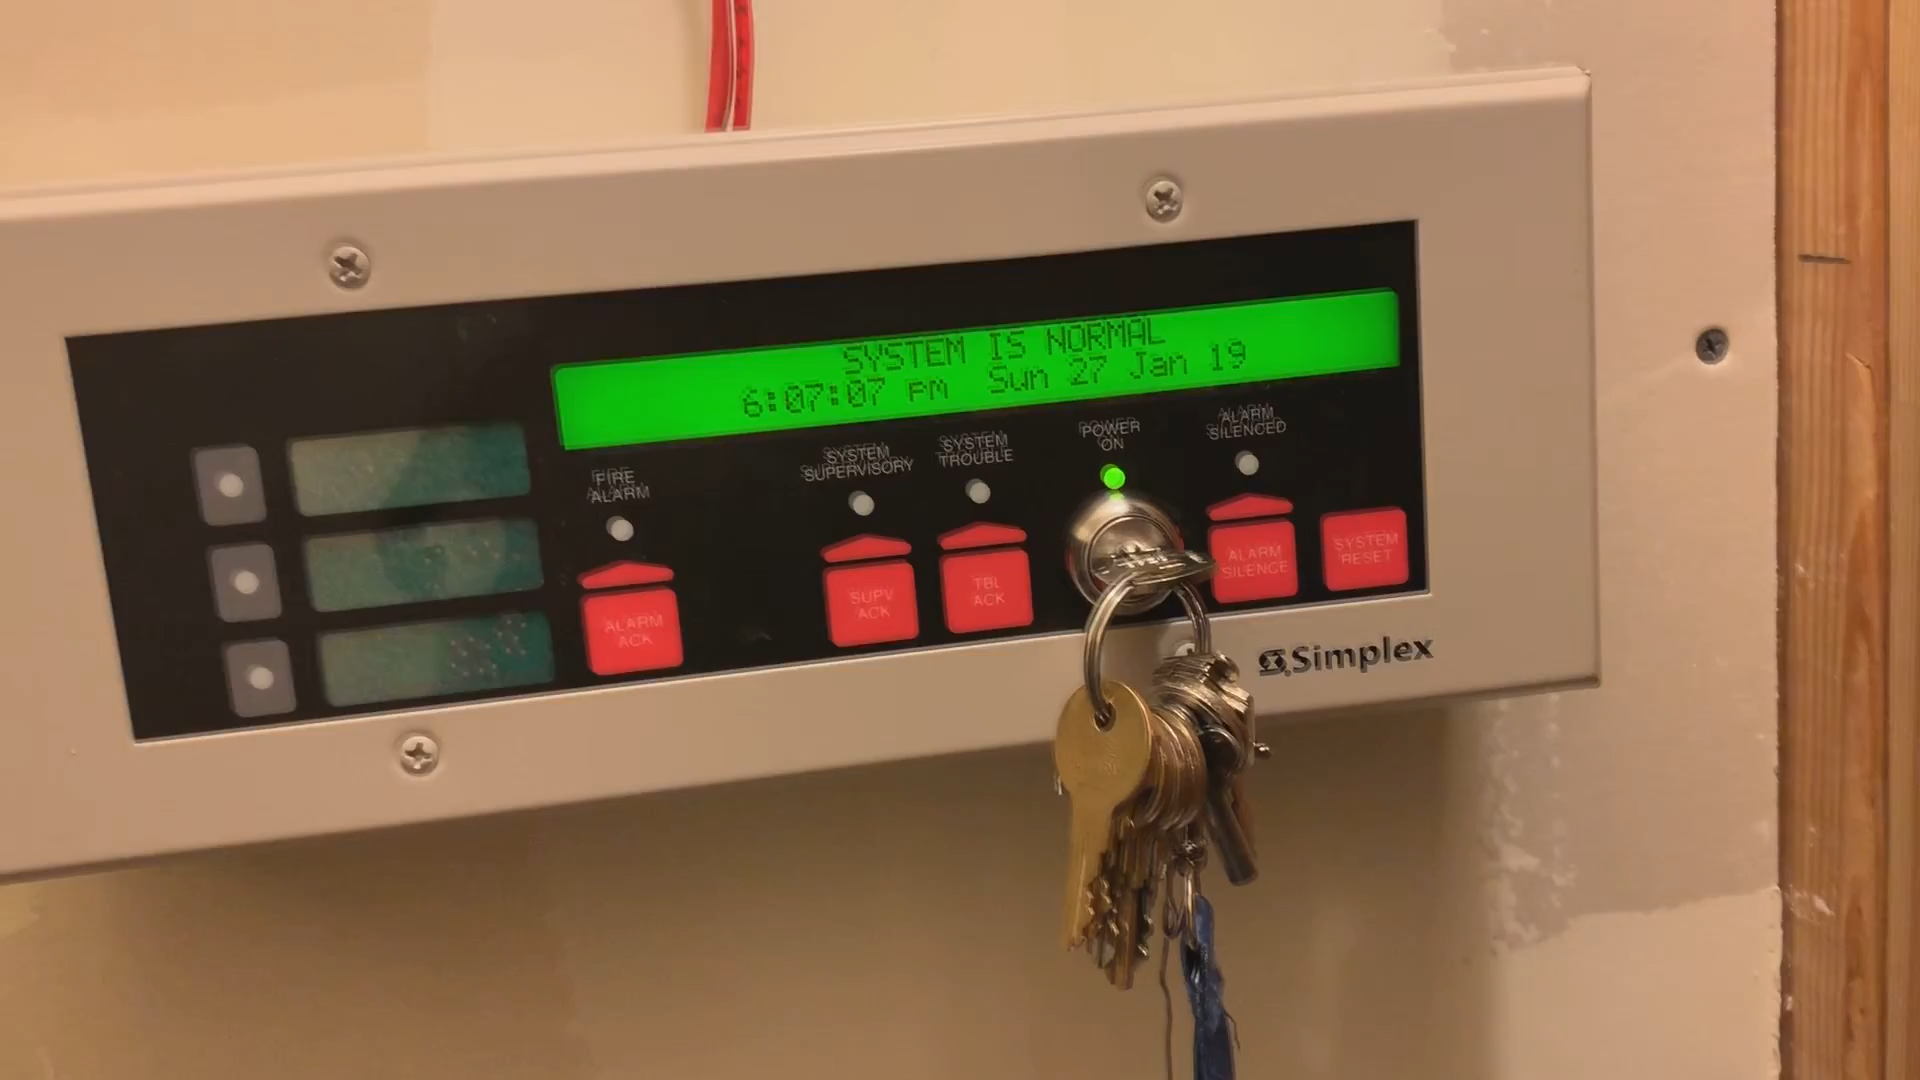 SYSTEM IS NORMAL
6:07:07 pm Sun 27 Jan 19
FIRE
ALARM
SYSTEM
SUPERVISORY
SYSTEM
TROUBLE
POWER
ON
ALARM
SILENCED
ALARM
ACK
SUPV
ACK
TBL
ACK
ALARM
SILENCE
SYSTEM
RESET
Simplex